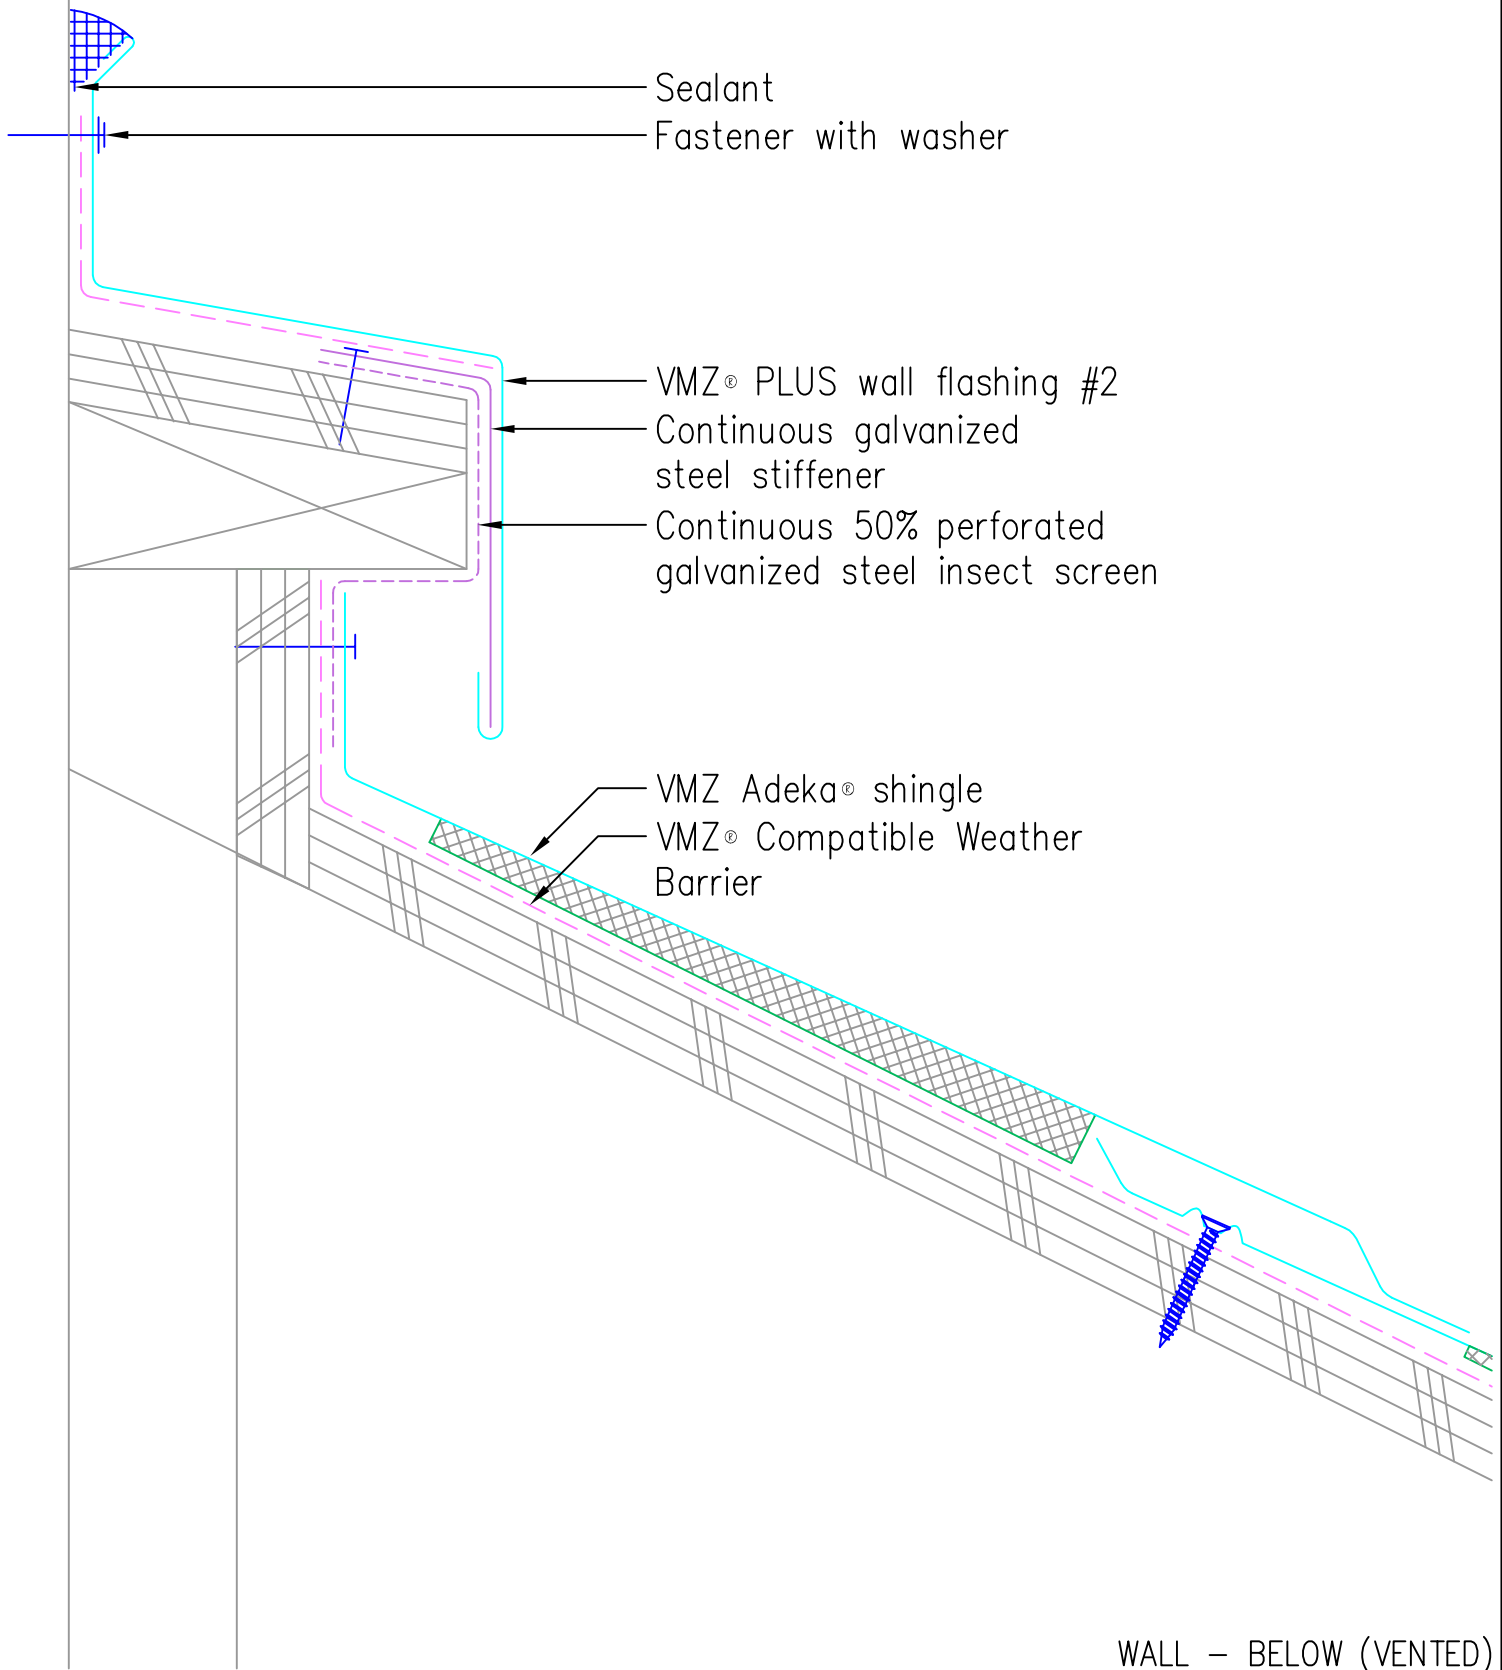 Sealant
Fastener with washer
VMZ® PLUS wall flashing #2
Continuous galvanized
steel stiffener
Continuous 50% perforated
galvanized steel insect screen
VMZ Adeka® shingle
VMZ® Compatible Weather
Barrier
WALL – BELOW (VENTED)